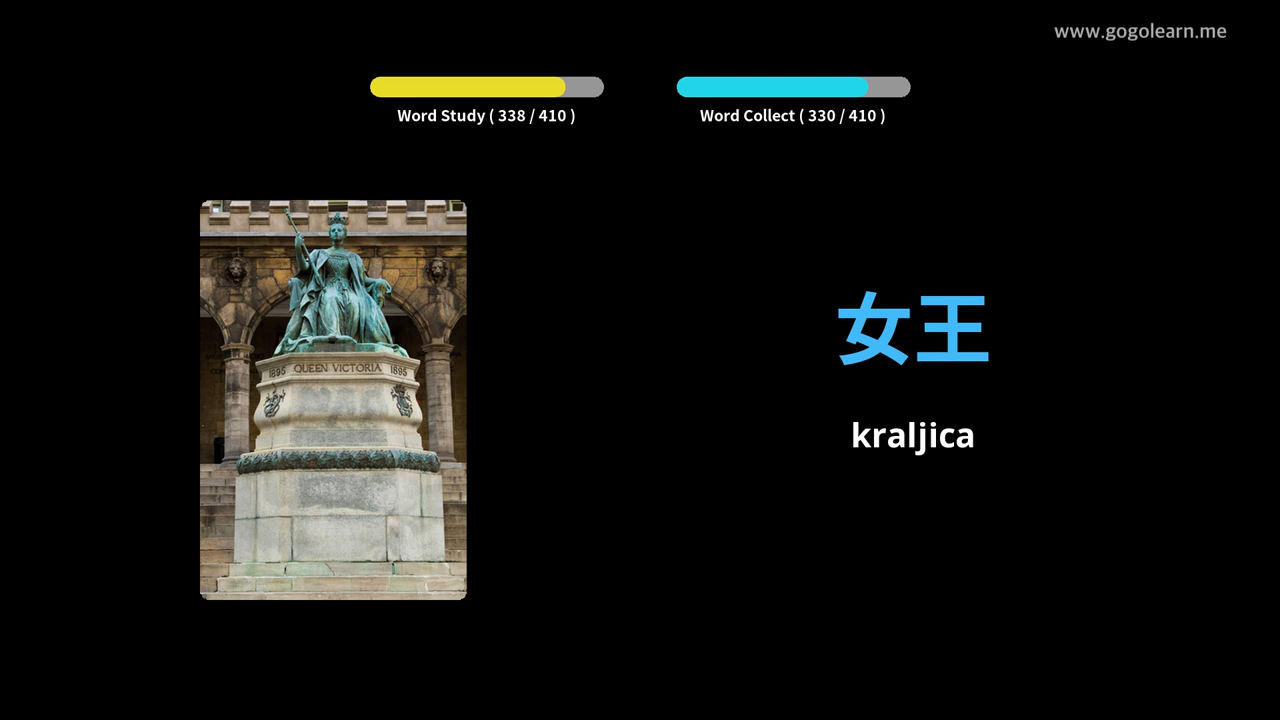 www.gogolearn.me
Word Study ( 338 / 410 )
Word Collect ( 330 / 410 )
1895 QUEEN VICTORIA 1895
女王
kraljica